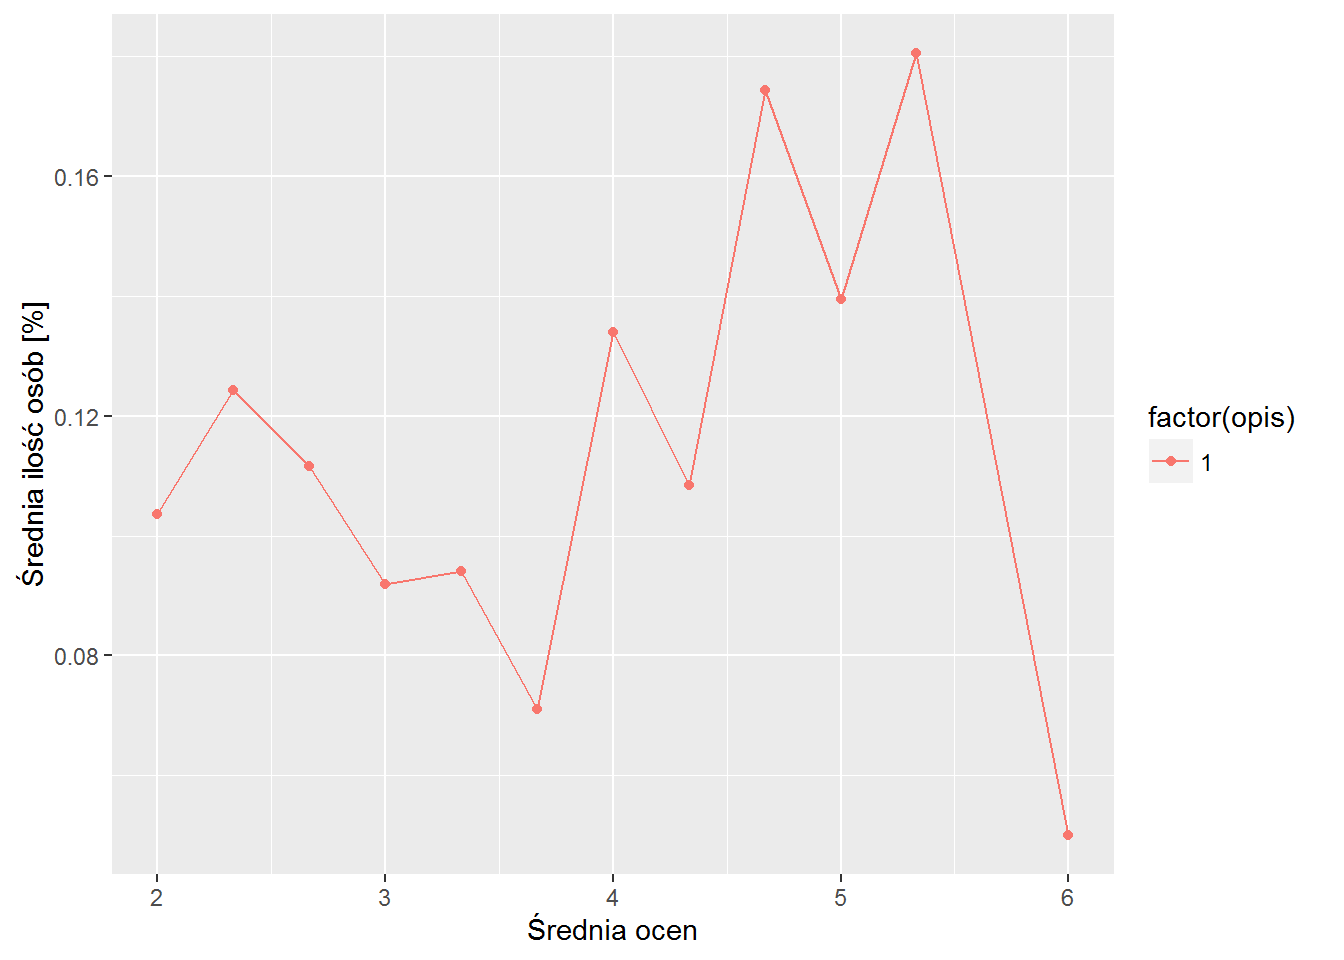 0.16
0.12
0.08
2 3 4 5 6
Średnia ocen
Średnia ilość osób [%]
factor(opis)
1